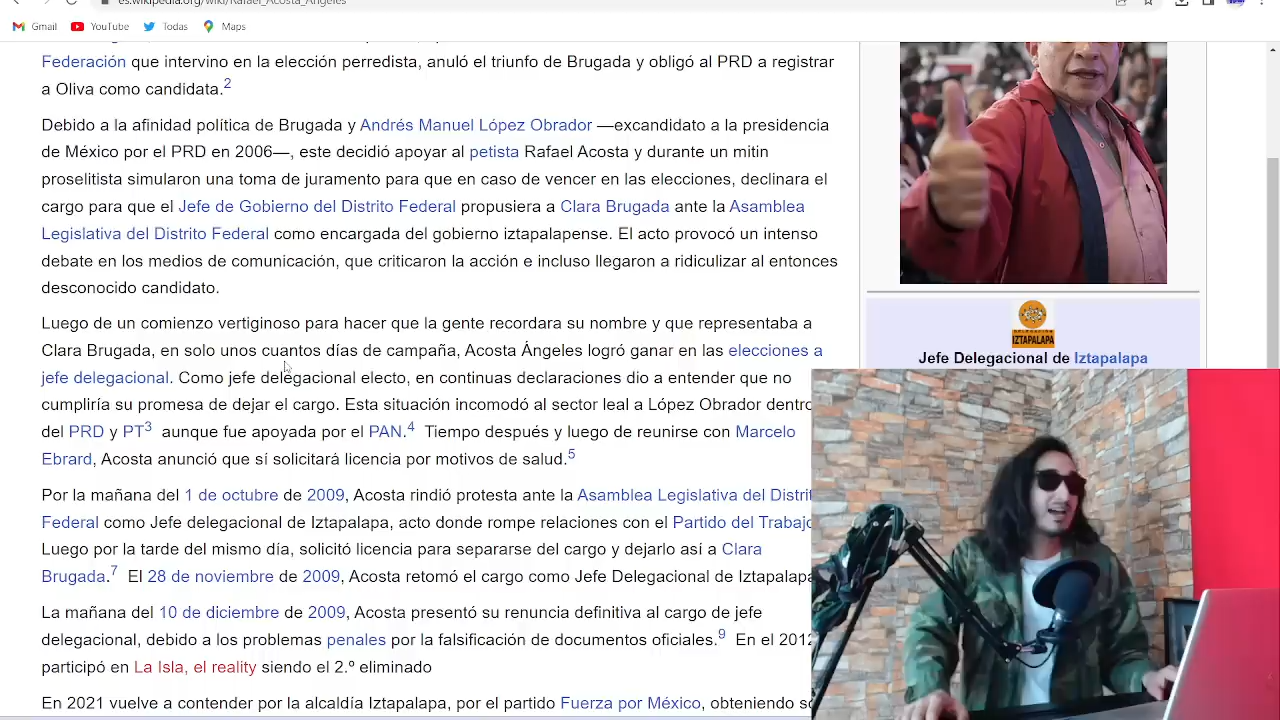 es.wikipedia.org/wiki/Rafael_Acosta_Ángeles
Gmail YouTube Todas Maps
Federación que intervino en la elección perredista, anuló el triunfo de Brugada y obligó al PRD a registrar
a Oliva como candidata.2
Debido a la afinidad política de Brugada y Andrés Manuel López Obrador —excandidato a la presidencia
de México por el PRD en 2006—, este decidió apoyar al petista Rafael Acosta y durante un mitin
proselitista simularon una toma de juramento para que en caso de vencer en las elecciones, declinara el
cargo para que el Jefe de Gobierno del Distrito Federal propusiera a Clara Brugada ante la Asamblea
Legislativa del Distrito Federal como encargada del gobierno iztapalapense. El acto provocó un intenso
debate en los medios de comunicación, que criticaron la acción e incluso llegaron a ridiculizar al entonces
desconocido candidato.
Luego de un comienzo vertiginoso para hacer que la gente recordara su nombre y que representaba a
Clara Brugada, en solo unos cuantos días de campaña, Acosta Ángeles logró ganar en las elecciones a
jefe delegacional. Como jefe delegacional electo, en continuas declaraciones dio a entender que no
cumpliría su promesa de dejar el cargo. Esta situación incomodó al sector leal a López Obrador dentro
del PRD y PT3 aunque fue apoyada por el PAN.4 Tiempo después y luego de reunirse con Marcelo
Ebrard, Acosta anunció que sí solicitará licencia por motivos de salud.5
Por la mañana del 1 de octubre de 2009, Acosta rindió protesta ante la Asamblea Legislativa del Distrit
Federal como Jefe delegacional de Iztapalapa, acto donde rompe relaciones con el Partido del Trabajo
Luego por la tarde del mismo día, solicitó licencia para separarse del cargo y dejarlo así a Clara
Brugada.7 El 28 de noviembre de 2009, Acosta retomó el cargo como Jefe Delegacional de Iztapalapa
La mañana del 10 de diciembre de 2009, Acosta presentó su renuncia definitiva al cargo de jefe
delegacional, debido a los problemas penales por la falsificación de documentos oficiales.9 En el 2012
participó en La Isla, el reality siendo el 2.º eliminado
En 2021 vuelve a contender por la alcaldía Iztapalapa, por el partido Fuerza por México, obteniendo so
IZTAPALAPA
Jefe Delegacional de Iztapalapa